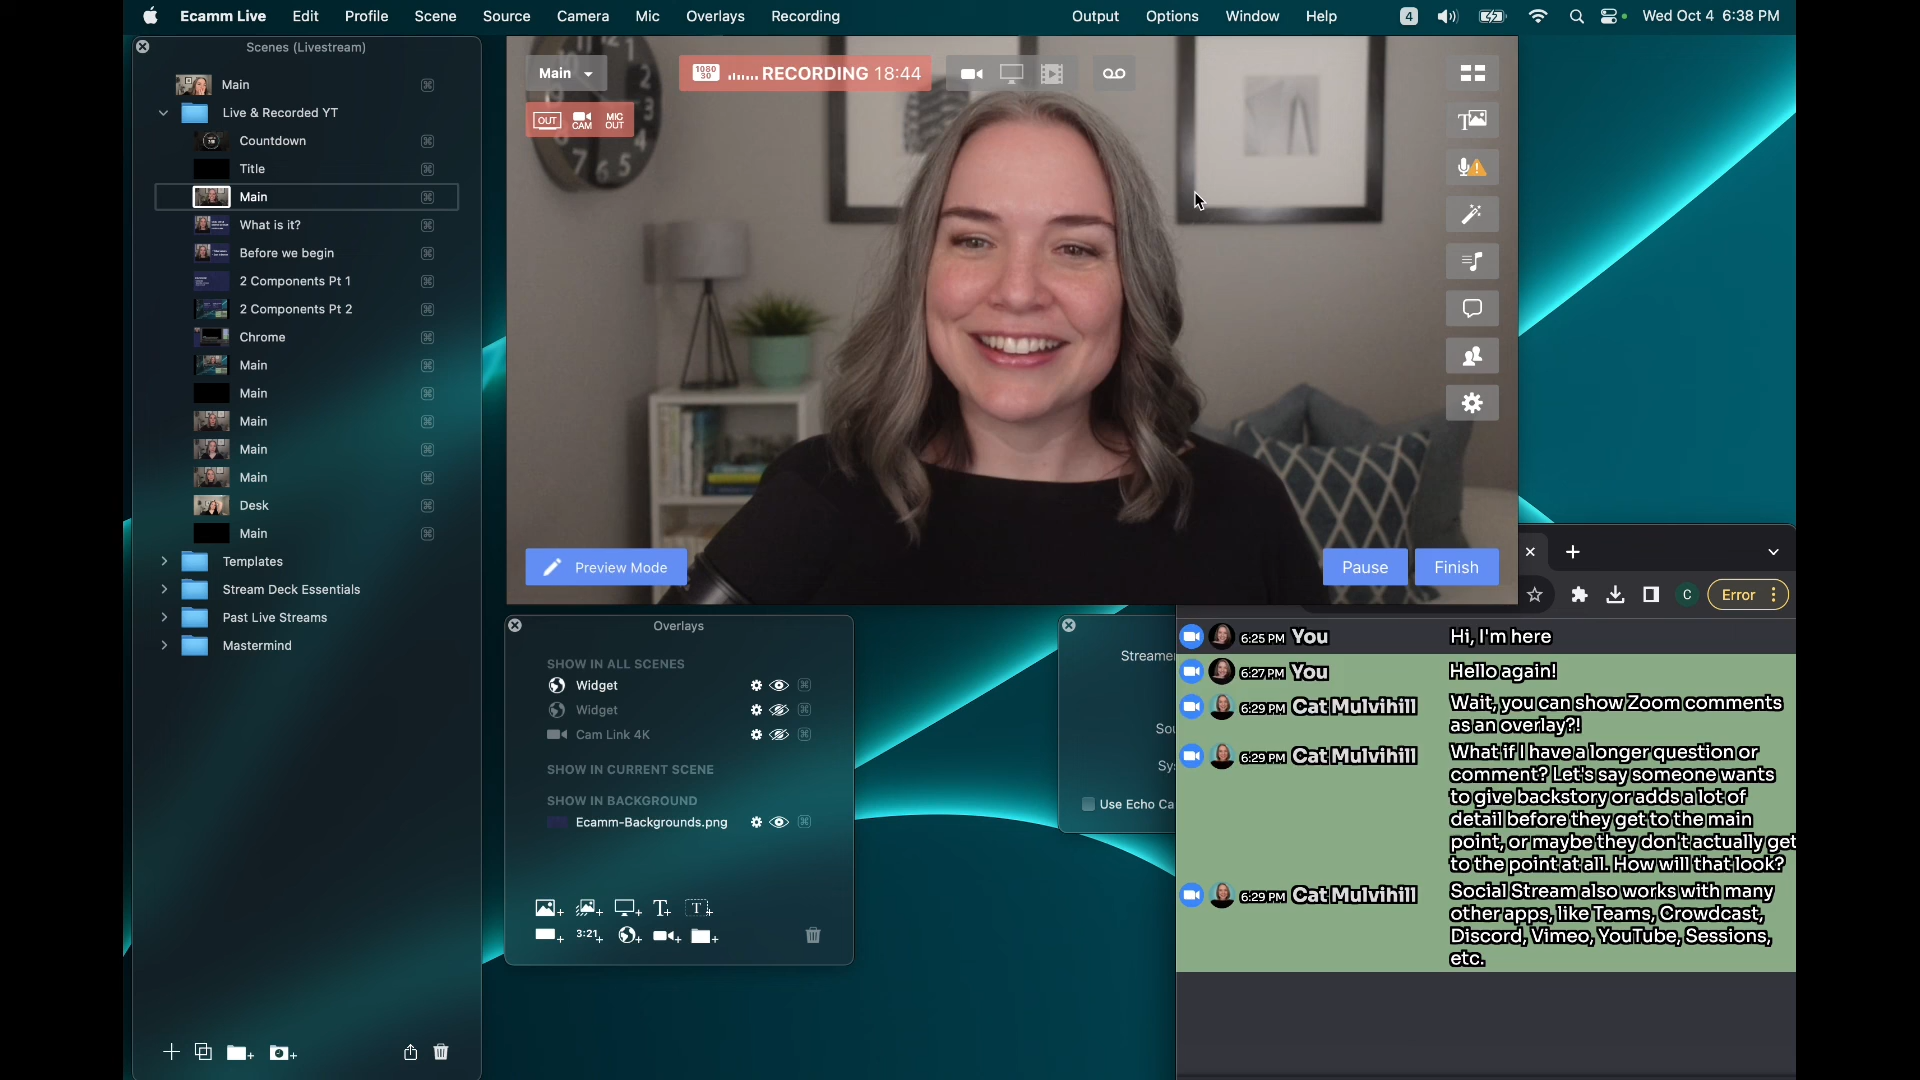 Ecamm Live Edit Profile Scene Source Camera Mic Overlays Recording Output Options Window Help 4 Wed Oct 4 6:38 PM
Scenes (Livestream)
Main
Live & Recorded YT
Countdown
Title
Main
What is it?
Before we begin
2 Components Pt 1
2 Components Pt 2
Chrome
Main
Main
Main
Main
Main
Desk
Main
Templates
Stream Deck Essentials
Past Live Streams
Mastermind
Main
1080
30
RECORDING 18:44
OUT
CAM
MIC
OUT
Preview Mode
Pause
Finish
Overlays
SHOW IN ALL SCENES
Widget
Widget
Cam Link 4K
SHOW IN CURRENT SCENE
SHOW IN BACKGROUND
Ecamm-Backgrounds.png
3:21
Streamer
Sou
Sys
Use Echo Ca
C
Error
6:25 PM You Hi, I'm here
6:27 PM You Hello again!
6:29 PM Cat Mulvihill Wait, you can show Zoom comments
as an overlay?!
6:29 PM Cat Mulvihill What if I have a longer question or
comment? Let's say someone wants
to give backstory or adds a lot of
detail before they get to the main
point, or maybe they don't actually get
to the point at all. How will that look?
6:29 PM Cat Mulvihill Social Stream also works with many
other apps, like Teams, Crowdcast,
Discord, Vimeo, YouTube, Sessions,
etc.